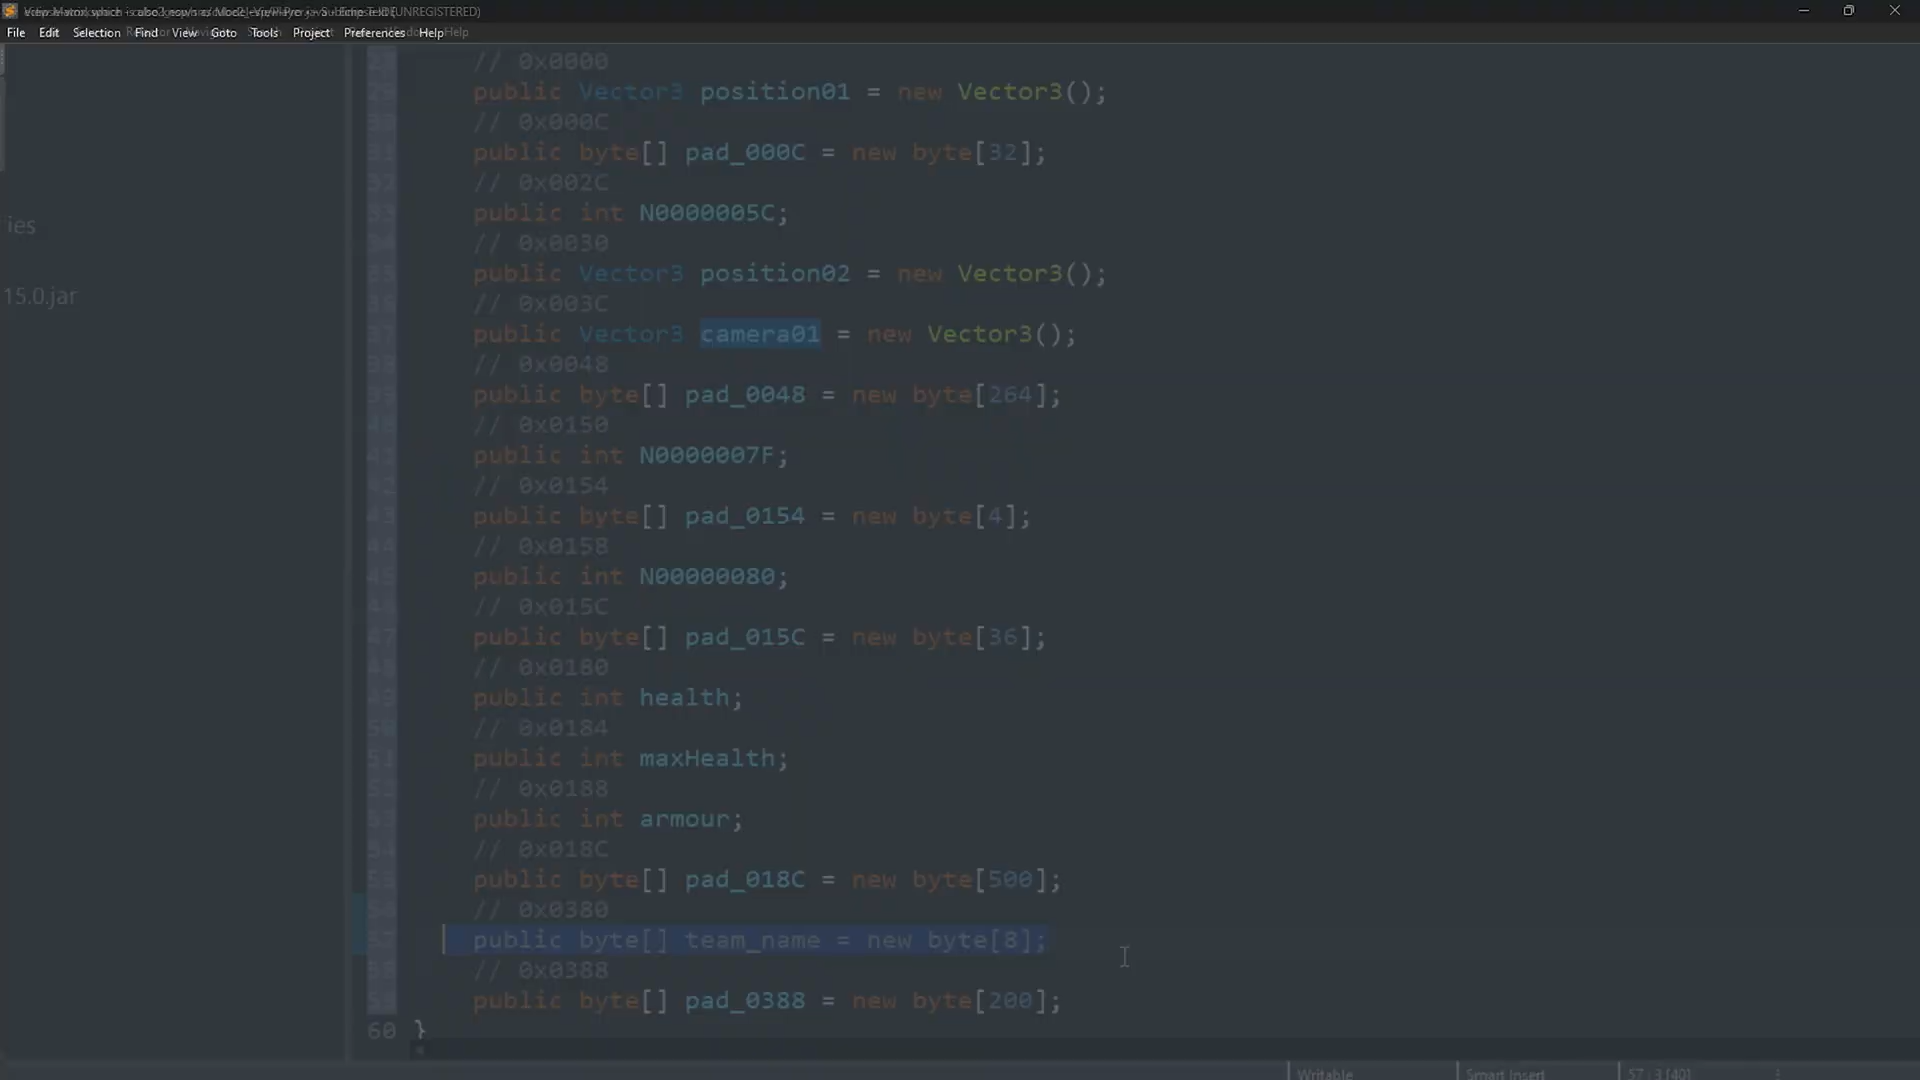 (UNREGISTERED)
File Edit Selection Find View Goto Tools Project Preferences Help Help
// 0x0000
public Vector3 position01 = new Vector3();
// 0x000C
public byte[] pad_000C = new byte[32];
// 0x002C
public int N0000005C;
// 0x0030
public Vector3 position02 = new Vector3();
// 0x003C
public Vector3 camera01 = new Vector3();
// 0x0048
public byte[] pad_0048 = new byte[264];
// 0x0150
public int N0000007F;
// 0x0154
public byte[] pad_0154 = new byte[4];
// 0x0158
public int N00000080;
// 0x015C
public byte[] pad_015C = new byte[36];
// 0x0180
public int health;
// 0x0184
public int maxHealth;
// 0x0188
public int armour;
// 0x018C
public byte[] pad_018C = new byte[500];
// 0x0380
public byte[] team_name = new byte[8];
// 0x0388
public byte[] pad_0388 = new byte[200];
60 }
ies
15.0.jar
Writable Smart Insert 57 : 3 [40]